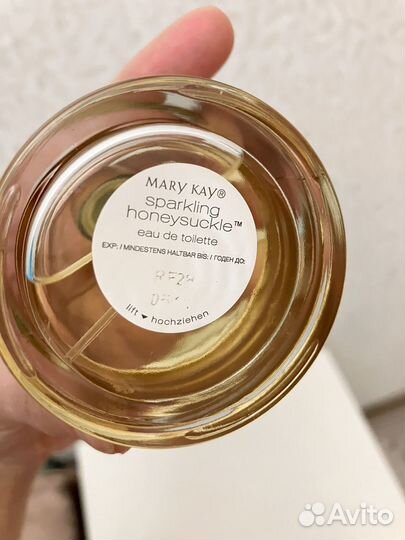 MARY KAY®
sparkling
honeysuckle™
eau de toilette
EXP: / MINDESTENS HALTBAR BIS: / ГОДЕН ДО:
lift ▾ hochziehen
Avito